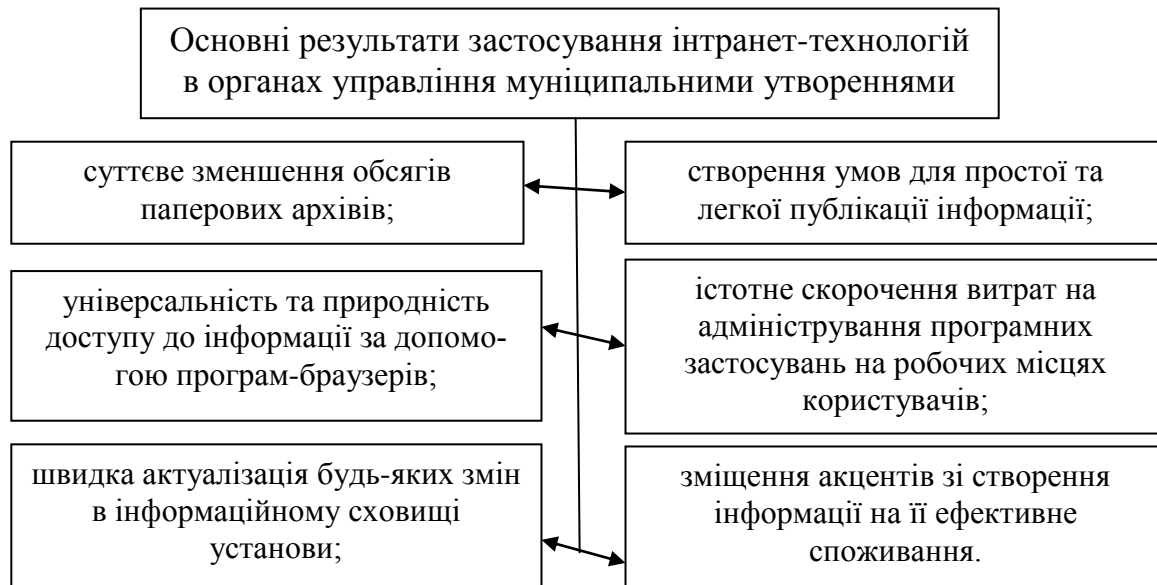 Основні результати застосування інтранет-технологій
в органах управління муніципальними утвореннями
суттєве зменшення обсягів
паперових архівів;
створення умов для простої та
легкої публікації інформації;
універсальність та природність
доступу до інформації за допомо-
гою програм-браузерів;
істотне скорочення витрат на
адміністрування програмних
застосувань на робочих місцях
користувачів;
швидка актуалізація будь-яких змін
в інформаційному сховищі
установи;
зміщення акцентів зі створення
інформації на її ефективне
споживання.